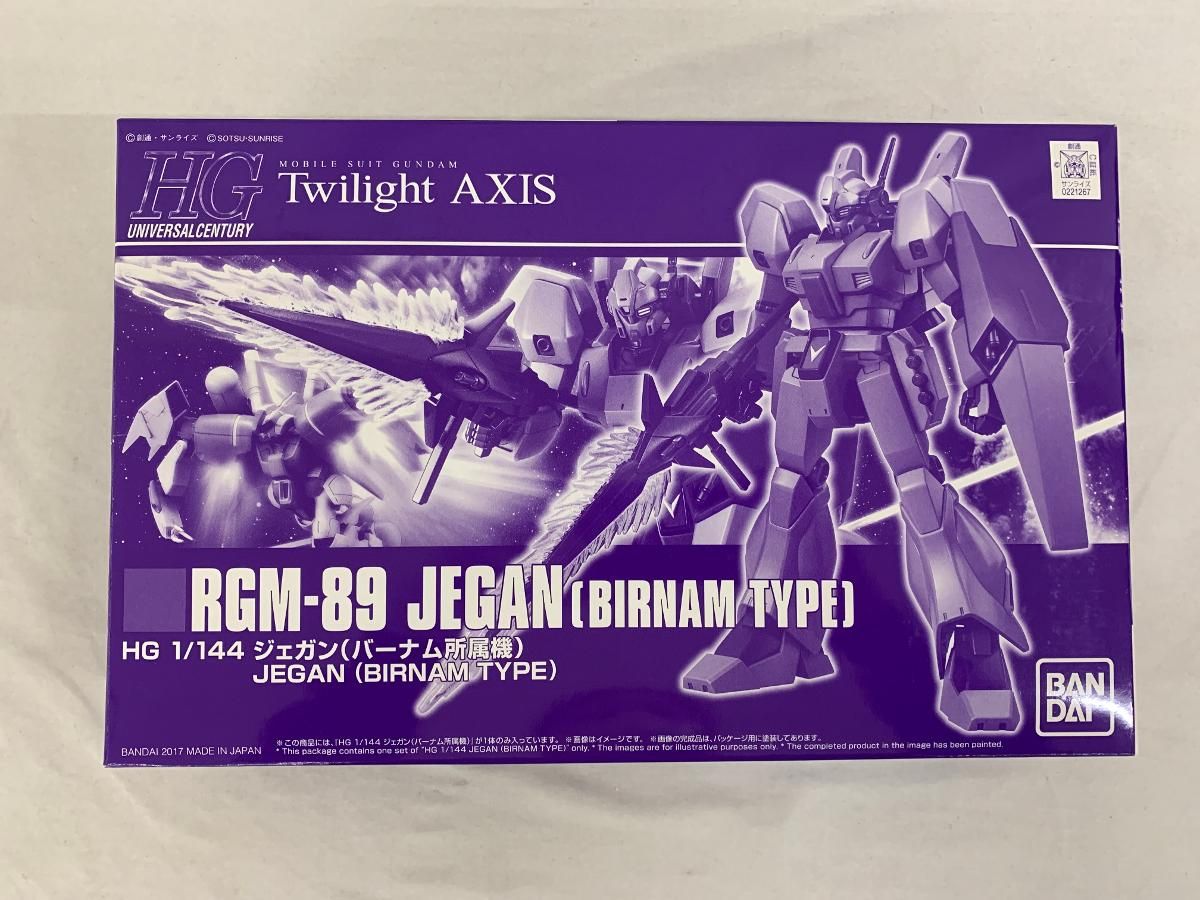 ©創通・サンライズ ©SOTSU・SUNRISE
HG
UNIVERSAL CENTURY
MOBILE SUIT GUNDAM
Twilight AXIS
創通
サンライズ
0221267
RGM-89 JEGAN (BIRNAM TYPE)
HG 1/144 ジェガン(バーナム所属機)
JEGAN (BIRNAM TYPE)
BAN
DAI
BANDAI 2017 MADE IN JAPAN
※この商品には、「HG 1/144 ジェガン(バーナム所属機)」が1体のみ入っています。 ※画像はイメージです。 ※画像の完成品は、パッケージ用に塗装してあります。
* This package contains one set of "HG 1/144 JEGAN (BIRNAM TYPE)" only. * The images are for illustrative purposes only. * The completed product in the image has been painted.